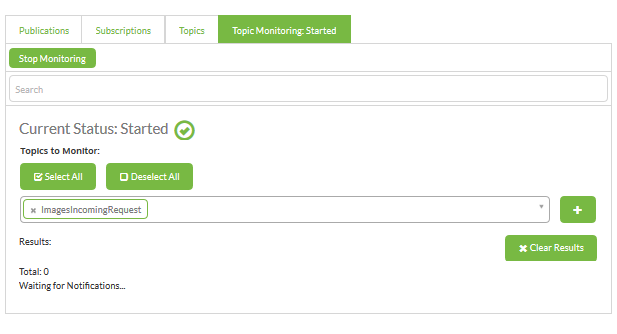 Publications Subscriptions Topics Topic Monitoring: Started
Stop Monitoring
Search
Current Status: Started
Topics to Monitor:
Select All Deselect All
× ImagesIncomingRequest
Results: Clear Results
Total: 0
Waiting for Notifications...